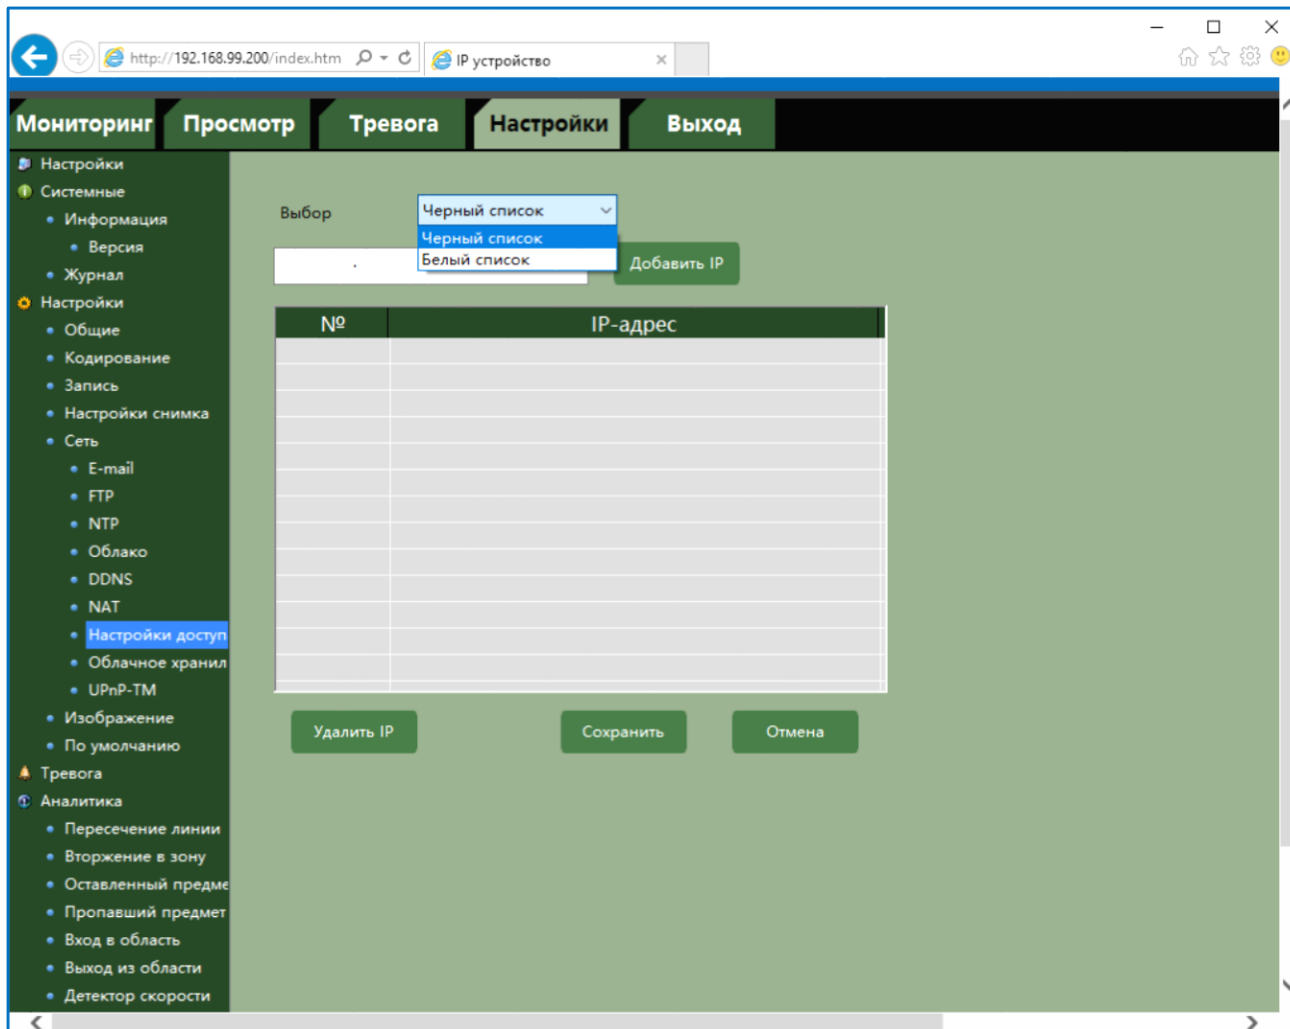 http://192.168.99.200/index.htm
IP устройство
Мониторинг
Просмотр
Тревога
Настройки
Выход
Настройки
Системные
Информация
Версия
Журнал
Настройки
Общие
Кодирование
Запись
Настройки снимка
Сеть
E-mail
FTP
NTP
Облако
DDNS
NAT
Настройки доступ
Облачное хранил
UPnP-TM
Изображение
По умолчанию
Тревога
Аналитика
Пересечение линии
Вторжение в зону
Оставленный предме
Пропавший предмет
Вход в область
Выход из области
Детектор скорости
Выбор
Черный список
Черный список
Белый список
.
Добавить IP
№
IP-адрес
Удалить IP
Сохранить
Отмена